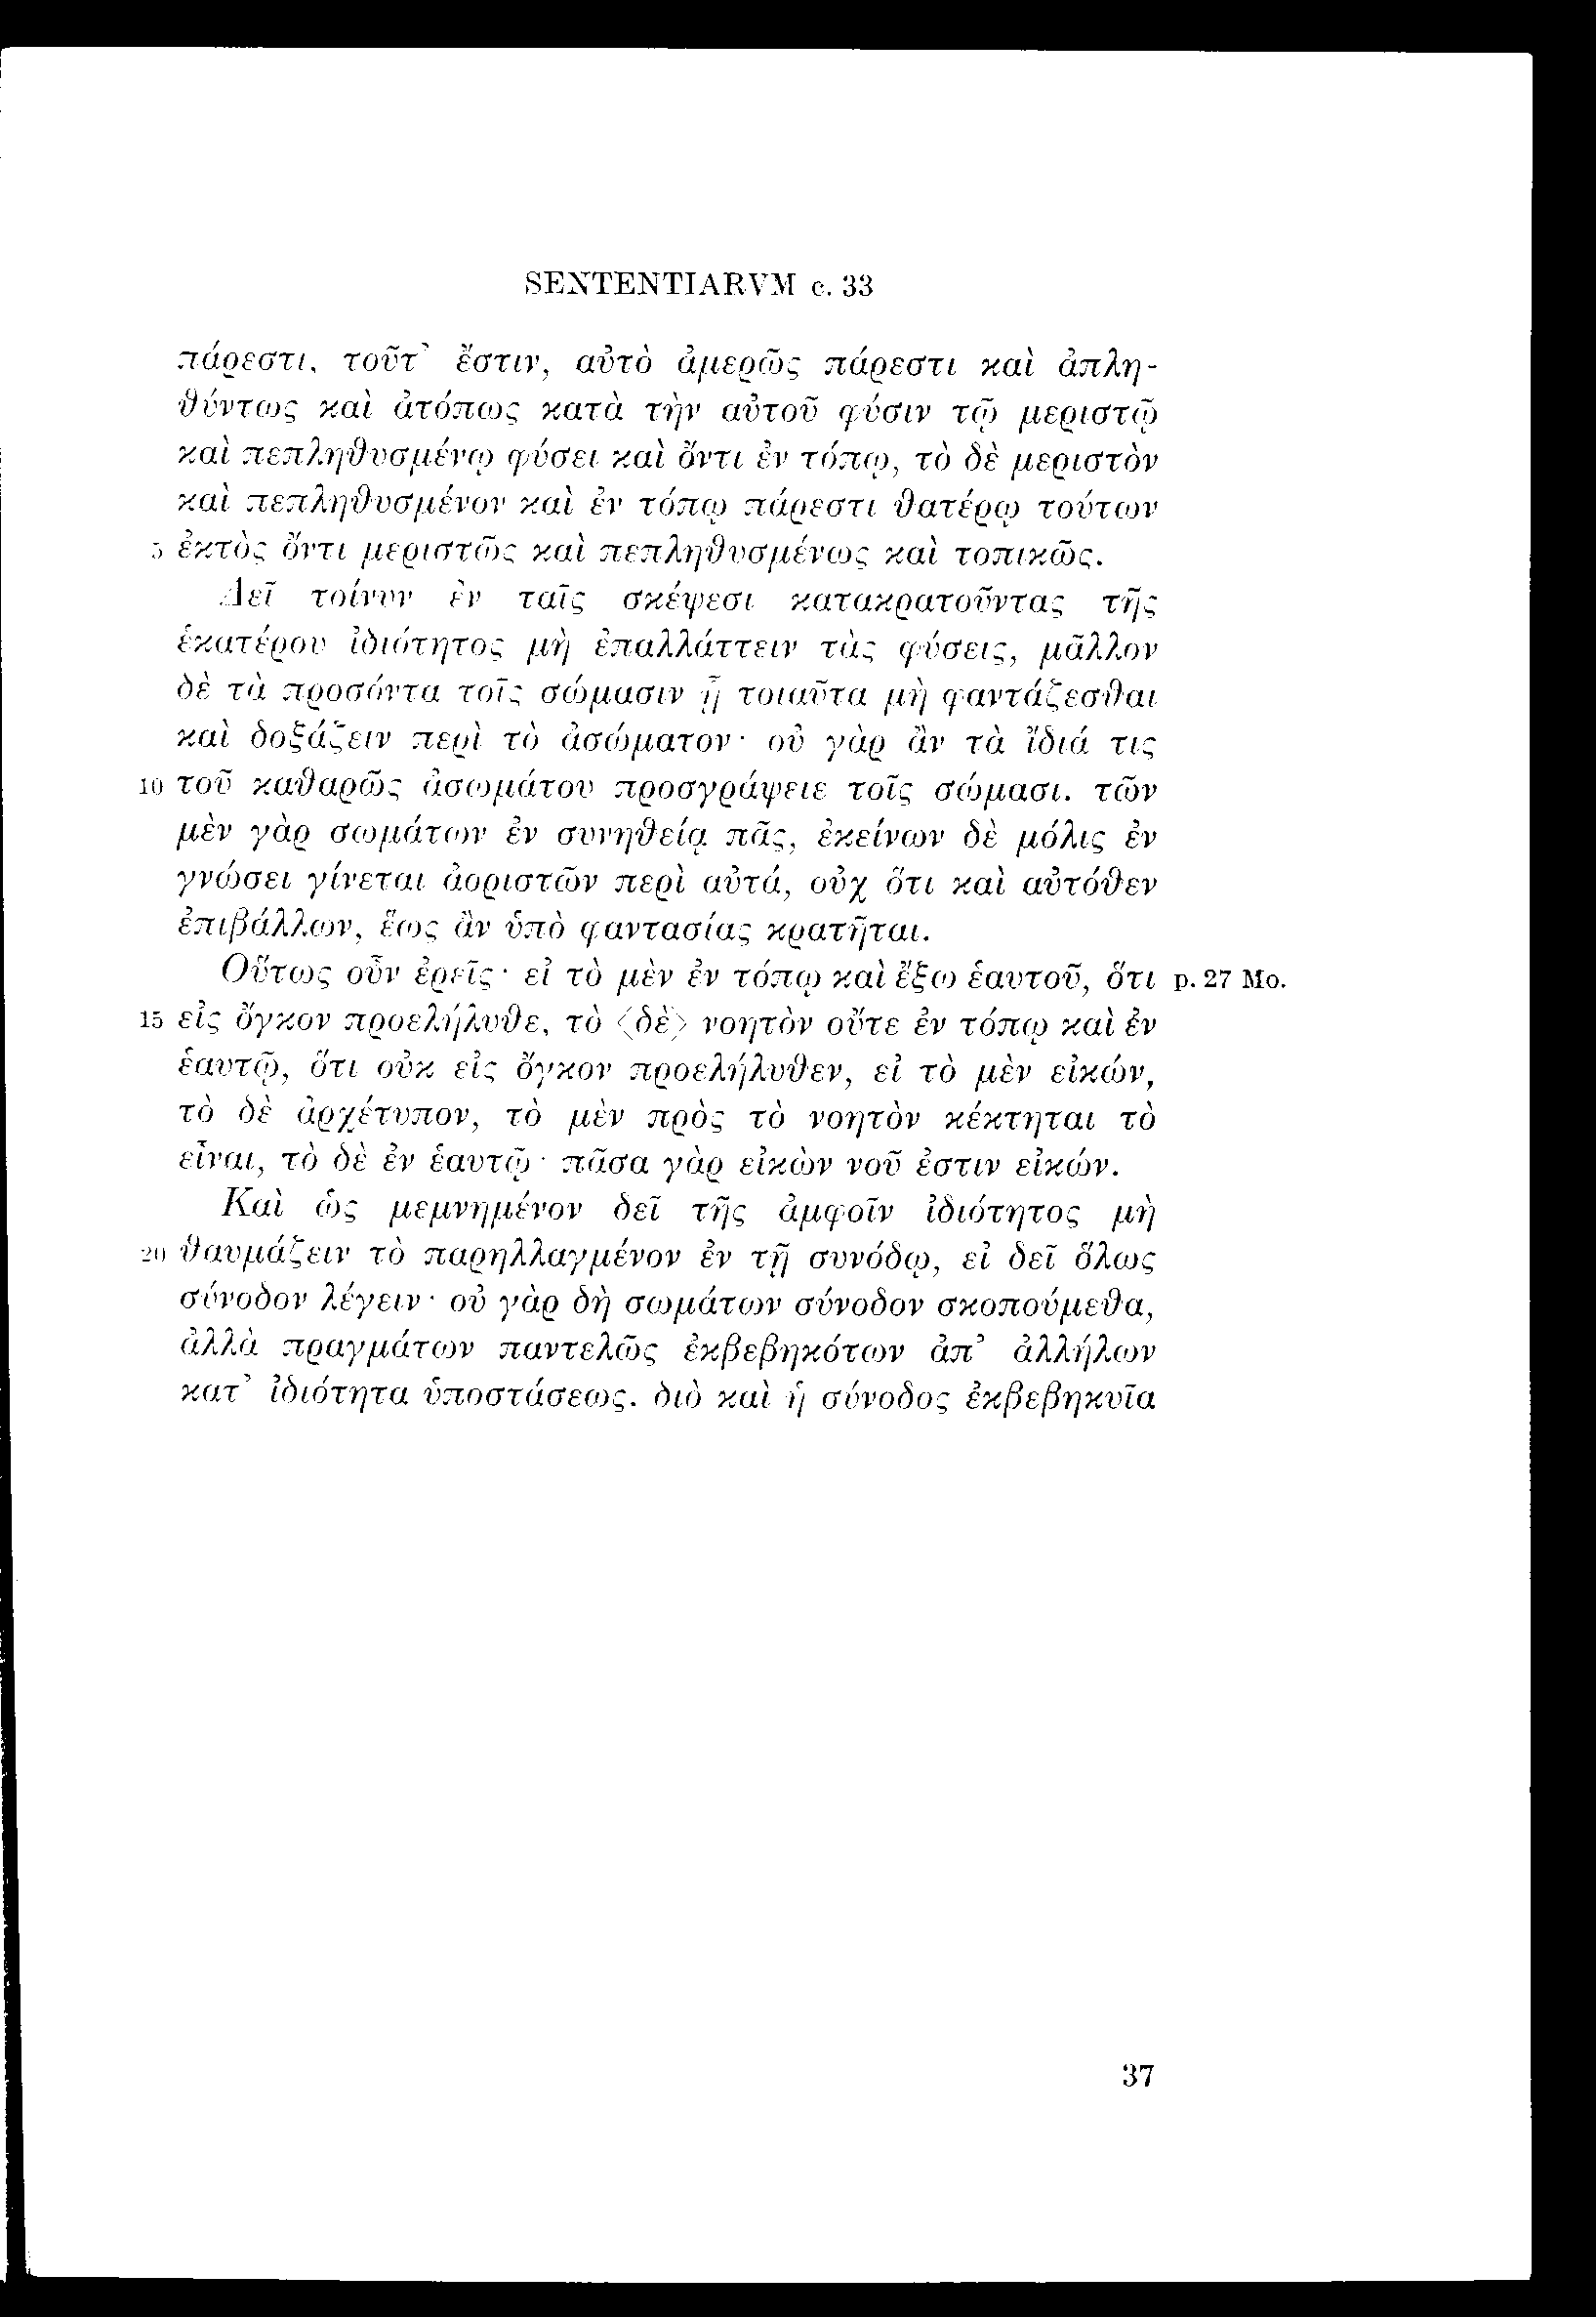 SENTENTIARVM c. 33
πάρεστι, τοῦτ’ ἔστιν, αὐτὸ ἀμερῶς πάρεστι καὶ ἀπλη-
θύντως καὶ ἀτόπως κατὰ τὴν αὐτοῦ φύσιν τῷ μεριστῷ
καὶ πεπληθυσμένῳ φύσει καὶ ὄντι ἐν τόπῳ, τὸ δὲ μεριστὸν
καὶ πεπληθυσμένον καὶ ἐν τόπῳ πάρεστι θατέρῳ τούτων
5 ἐκτὸς ὄντι μεριστῶς καὶ πεπληθυσμένως καὶ τοπικῶς.
Δεῖ τοίνυν ἐν ταῖς σκέψεσι κατακρατοῦντας τῆς
ἑκατέρου ἰδιότητος μὴ ἐπαλλάττειν τὰς φύσεις, μᾶλλον
δὲ τὰ προσόντα τοῖς σώμασιν ᾗ τοιαῦτα μὴ φαντάζεσθαι
καὶ δοξάζειν περὶ τὸ ἀσώματον· οὐ γὰρ ἂν τὰ ἴδιά τις
10 τοῦ καθαρῶς ἀσωμάτου προσγράψειε τοῖς σώμασι. τῶν
μὲν γὰρ σωμάτων ἐν συνηθείᾳ πᾶς, ἐκείνων δὲ μόλις ἐν
γνώσει γίνεται ἀοριστῶν περὶ αὐτά, οὐχ ὅτι καὶ αὐτόθεν
ἐπιβάλλων, ἕως ἂν ὑπὸ φαντασίας κρατῆται.
Οὕτως οὖν ἐρεῖς· εἰ τὸ μὲν ἐν τόπῳ καὶ ἔξω ἑαυτοῦ, ὅτι p. 27 Mo.
15 εἰς ὄγκον προελήλυθε, τὸ ⟨δὲ⟩ νοητὸν οὔτε ἐν τόπῳ καὶ ἐν
ἑαυτῷ, ὅτι οὐκ εἰς ὄγκον προελήλυθεν, εἰ τὸ μὲν εἰκών,
τὸ δὲ ἀρχέτυπον, τὸ μὲν πρὸς τὸ νοητὸν κέκτηται τὸ
εἶναι, τὸ δὲ ἐν ἑαυτῷ· πᾶσα γὰρ εἰκὼν νοῦ ἐστιν εἰκών.
Καὶ ὡς μεμνημένον δεῖ τῆς ἀμφοῖν ἰδιότητος μὴ
20 θαυμάζειν τὸ παρηλλαγμένον ἐν τῇ συνόδῳ, εἰ δεῖ ὅλως
σύνοδον λέγειν· οὐ γὰρ δὴ σωμάτων σύνοδον σκοπούμεθα,
ἀλλὰ πραγμάτων παντελῶς ἐκβεβηκότων ἀπ’ ἀλλήλων
κατ’ ἰδιότητα ὑποστάσεως. διὸ καὶ ἡ σύνοδος ἐκβεβηκυῖα
37